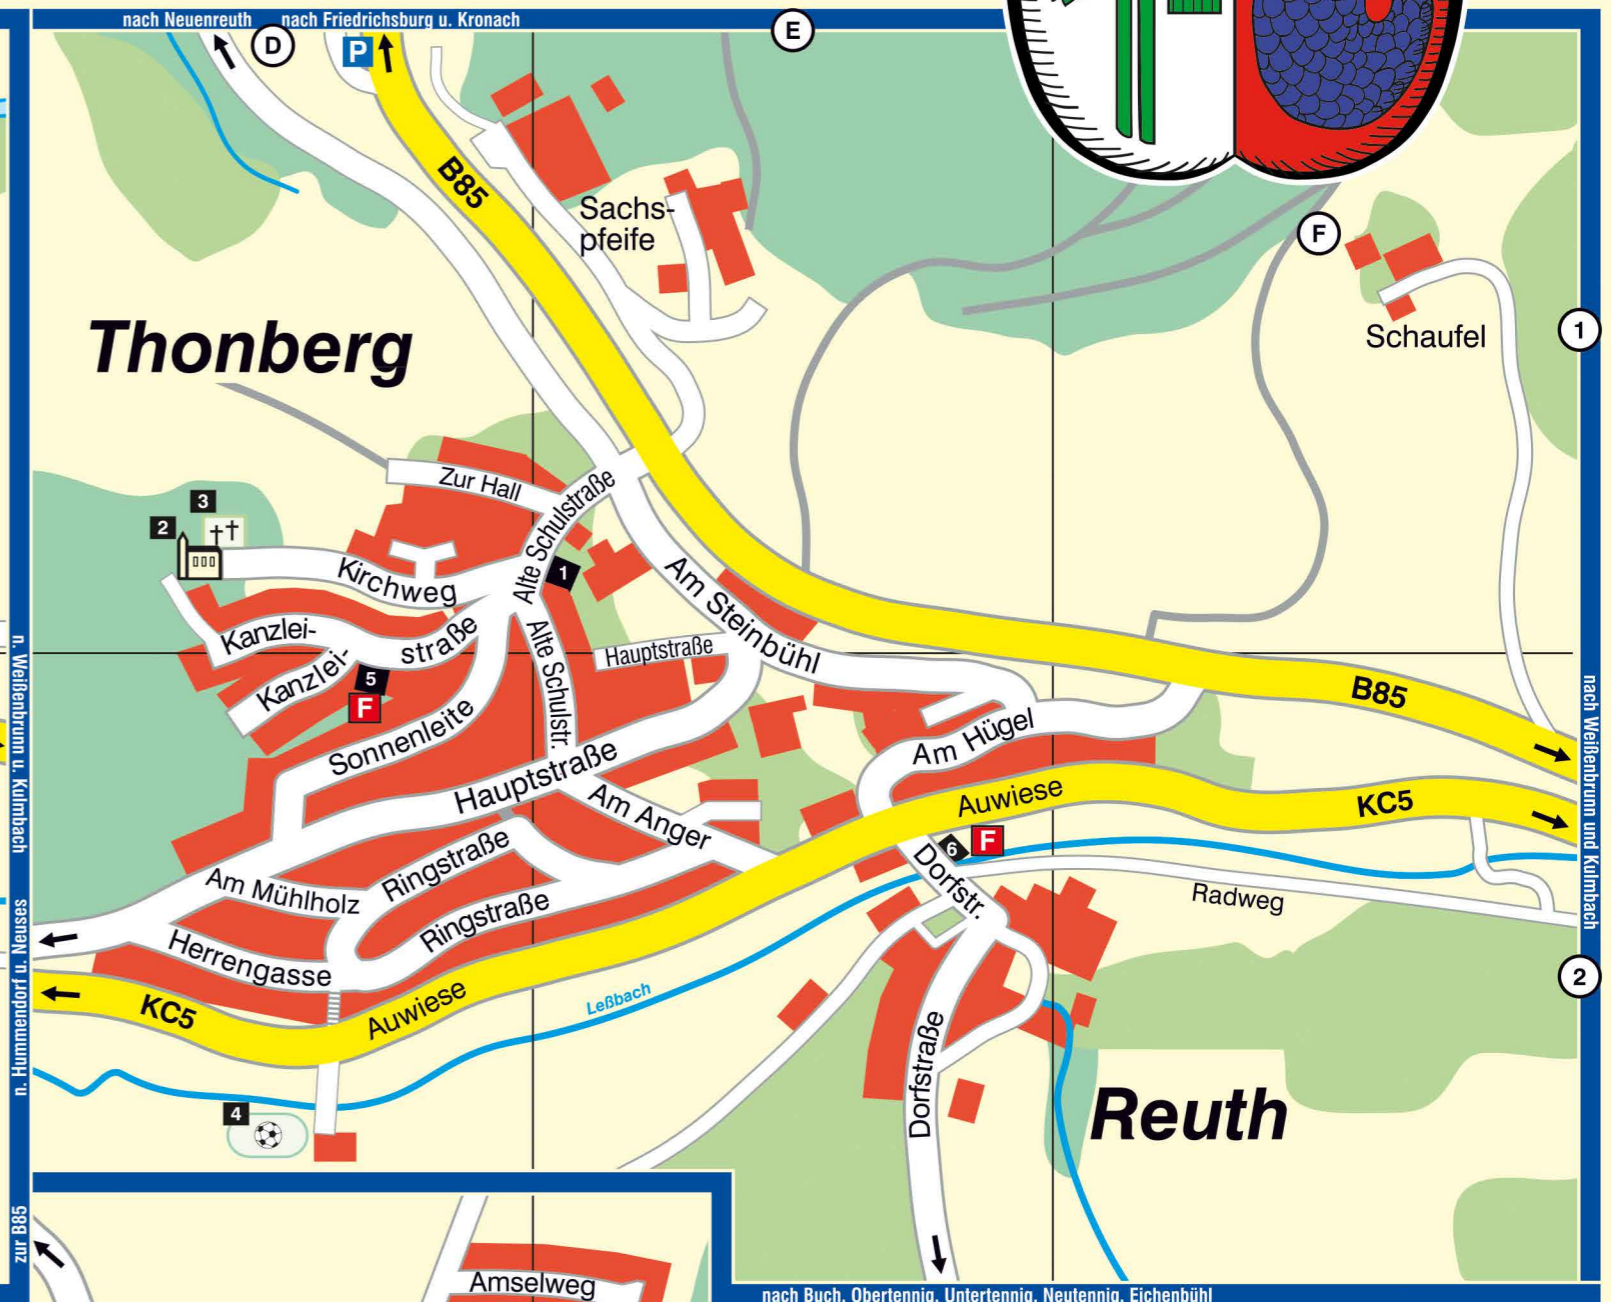 nach Neuenreuth
nach Friedrichsburg u. Kronach
D
P
E
B85
Sachs-
pfeife
F
Schaufel
1
Thonberg
Zur Hall
Alte Schulstraße
3
2
1
Kirchweg
Am Steinbühl
Kanzlei-
straße
Kanzlei-
5
F
Alte Schulstr.
Hauptstraße
Sonnenleite
B85
Am Hügel
Hauptstraße
Am Anger
Auwiese
KC5
6
F
Ringstraße
Am Mühlholz
Ringstraße
Dorfstr.
Radweg
Herrengasse
2
KC5
Auwiese
Leßbach
Dorfstraße
4
Reuth
Amselweg
n. Weißenbrunn u. Kulmbach
n. Hummendorf u. Neuses
zur B85
nach Weißenbrunn und Kulmbach
nach Buch, Obertennig, Untertennig, Neutennig, Eichenbühl